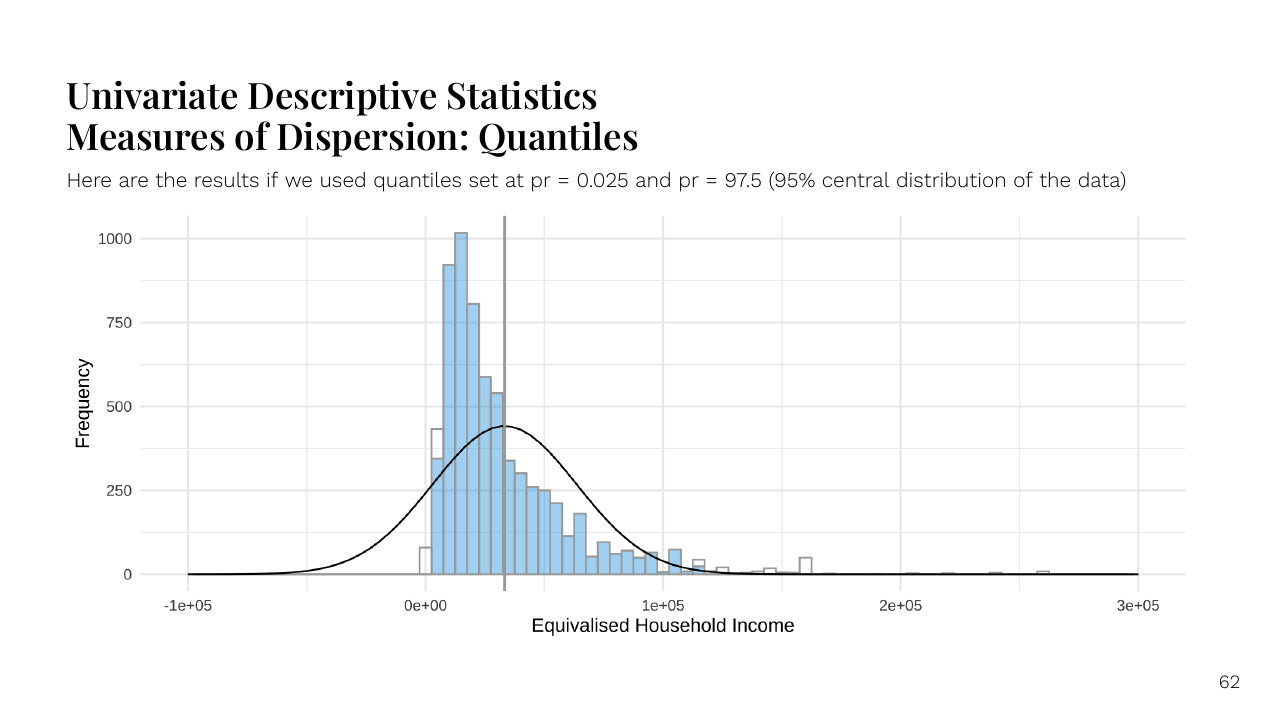 Univariate Descriptive Statistics
Measures of Dispersion: Quantiles
Here are the results if we used quantiles set at pr = 0.025 and pr = 97.5 (95% central distribution of the data)
1000
750
500
250
0
Frequency
-1e+05
0e+00
1e+05
2e+05
3e+05
Equivalised Household Income
62